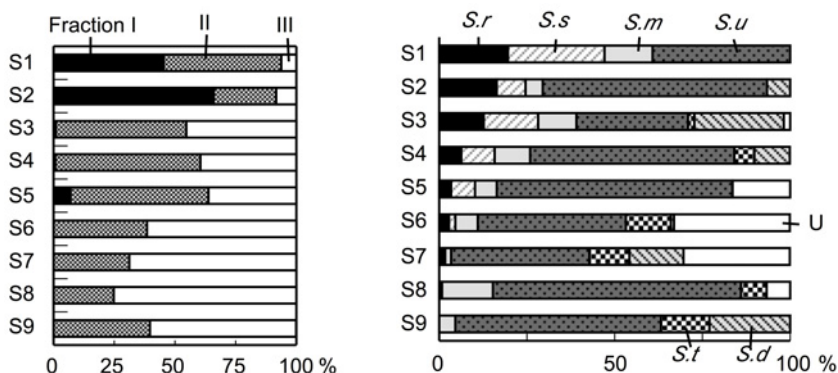 Fraction I II III
S1
S2
S3
S4
S5
S6
S7
S8
S9
0 25 50 75 100 %
S.r S.s S.m S.u
S1
S2
S3
S4
S5
S6
U
S7
S8
S9
S.t S.d
0 50 100 %